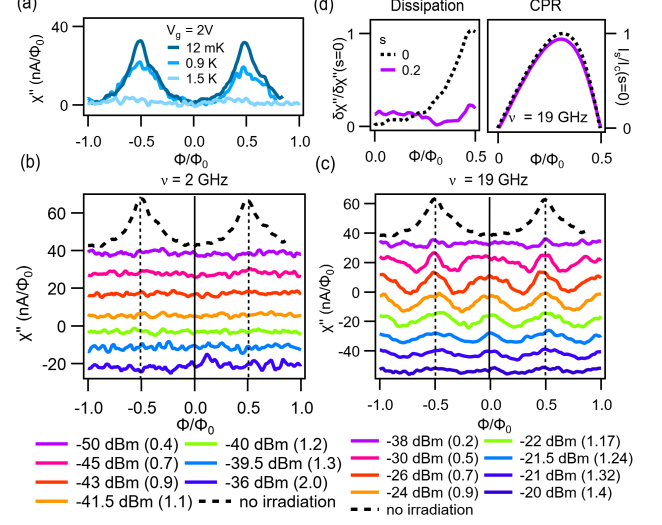 (a)
χ'' (nA/Φ0)
40
0
Vg = 2V
12 mK
0.9 K
1.5 K
-1.0 -0.5 0.0 0.5 1.0
Φ/Φ0
(d)
Dissipation
CPR
δχ''/δχ''(s=0)
1
0
s
0
0.2
0.0 0.5
Φ/Φ0
ν = 19 GHz
1
0
Is/Ic(s=0)
0.0 0.5
Φ/Φ0
(b)
ν = 2 GHz
χ'' (nA/Φ0)
60
40
20
0
-20
-1.0 -0.5 0.0 0.5 1.0
Φ/Φ0
-50 dBm (0.4)
-45 dBm (0.7)
-43 dBm (0.9)
-41.5 dBm (1.1)
-40 dBm (1.2)
-39.5 dBm (1.3)
-36 dBm (2.0)
no irradiation
(c)
ν = 19 GHz
χ'' (nA/Φ0)
60
40
20
0
-20
-40
-1.0 -0.5 0.0 0.5 1.0
Φ/Φ0
-38 dBm (0.2)
-30 dBm (0.5)
-26 dBm (0.7)
-24 dBm (0.9)
no irradiation
-22 dBm (1.17)
-21.5 dBm (1.24)
-21 dBm (1.32)
-20 dBm (1.4)